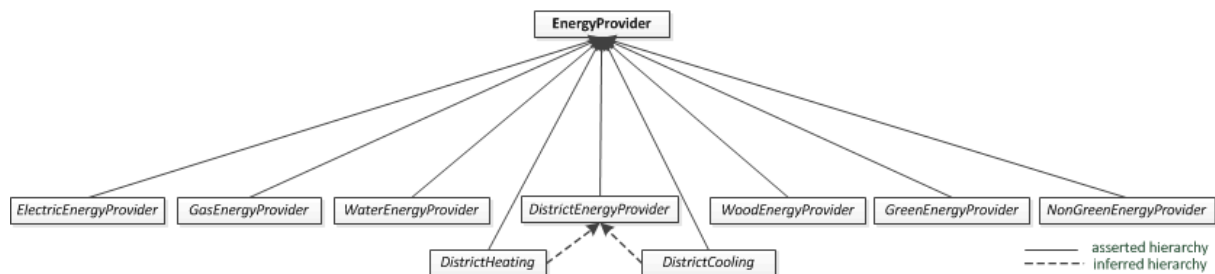 EnergyProvider
ElectricEnergyProvider
GasEnergyProvider
WaterEnergyProvider
DistrictEnergyProvider
WoodEnergyProvider
GreenEnergyProvider
NonGreenEnergyProvider
DistrictHeating
DistrictCooling
asserted hierarchy
inferred hierarchy